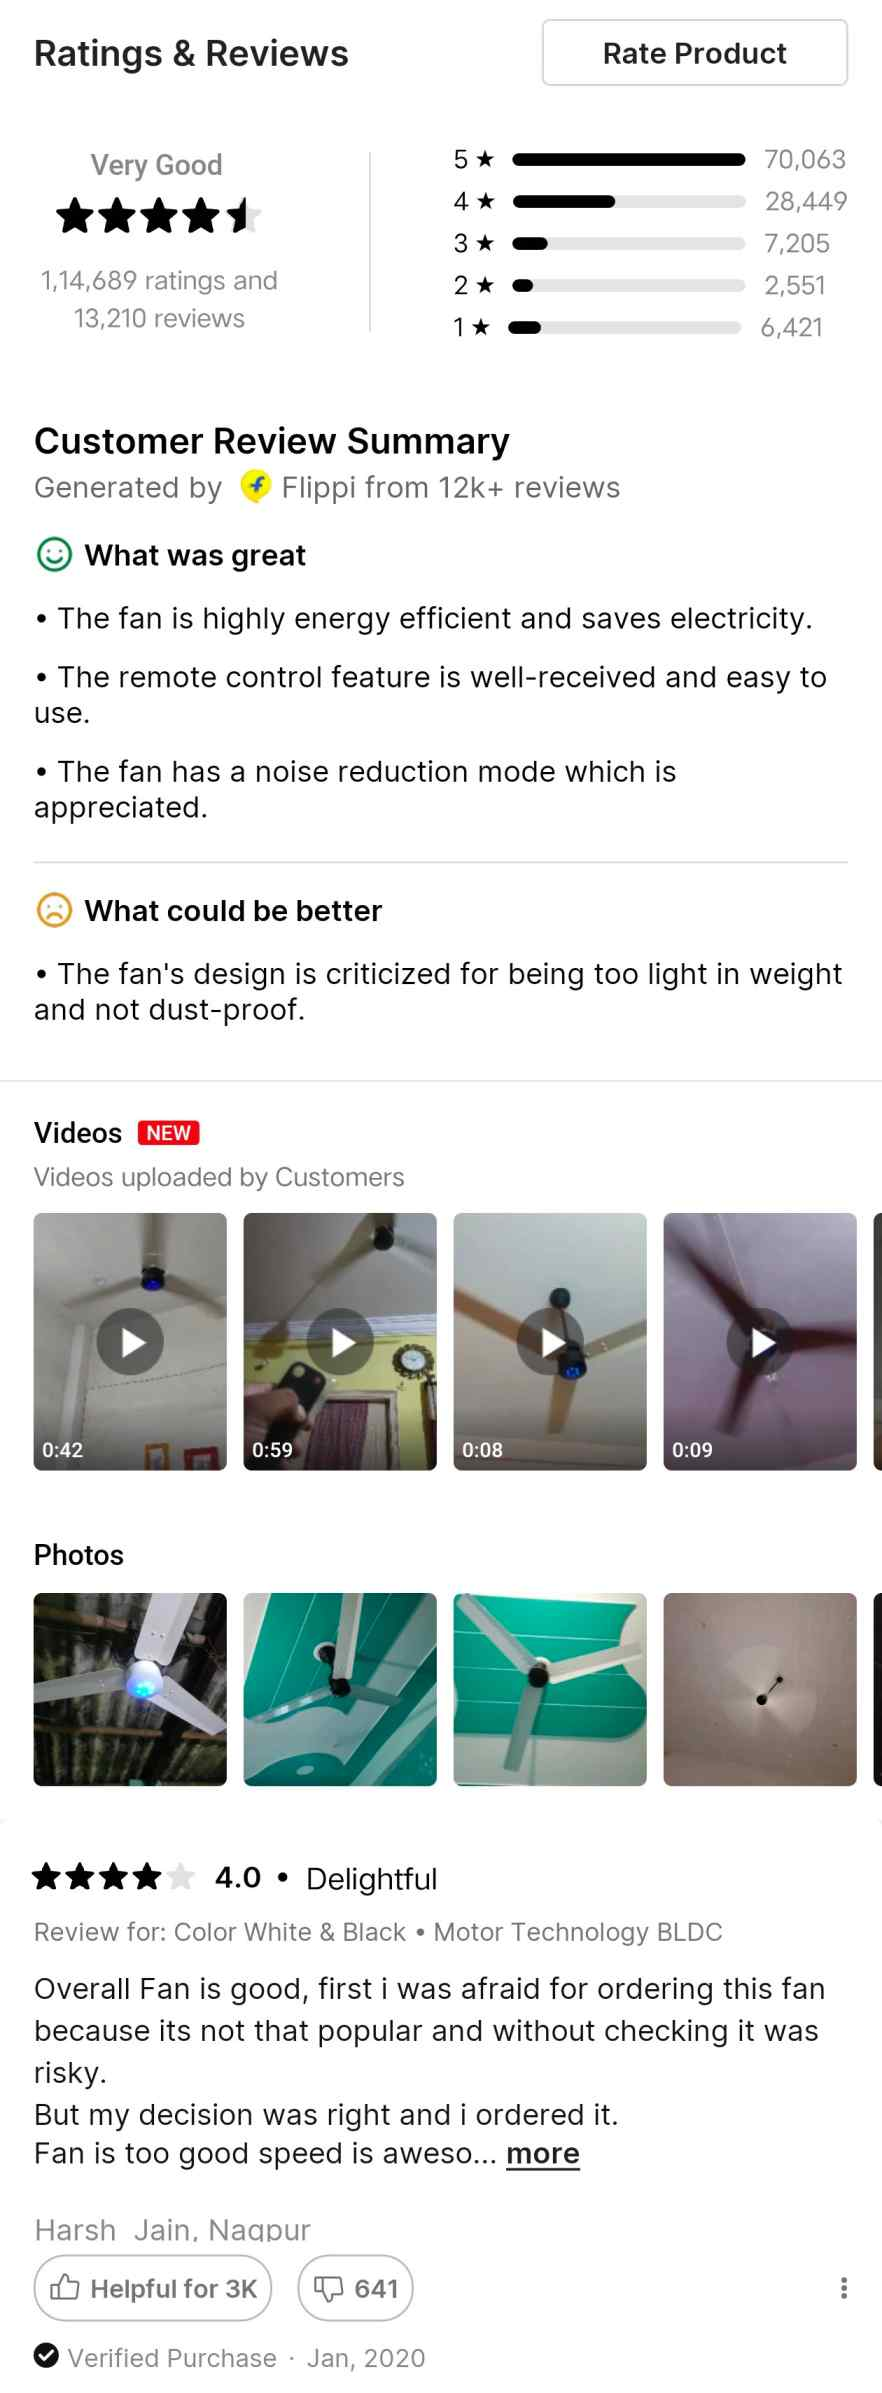 Ratings & Reviews
Rate Product
Very Good
1,14,689 ratings and
13,210 reviews
5 ★ 70,063
4 ★ 28,449
3 ★ 7,205
2 ★ 2,551
1 ★ 6,421
Customer Review Summary
Generated by Flippi from 12k+ reviews
What was great
• The fan is highly energy efficient and saves electricity.
• The remote control feature is well-received and easy to
use.
• The fan has a noise reduction mode which is
appreciated.
What could be better
• The fan's design is criticized for being too light in weight
and not dust-proof.
Videos NEW
Videos uploaded by Customers
0:42
0:59
0:08
0:09
Photos
4.0 • Delightful
Review for: Color White & Black • Motor Technology BLDC
Overall Fan is good, first i was afraid for ordering this fan
because its not that popular and without checking it was
risky.
But my decision was right and i ordered it.
Fan is too good speed is aweso... more
Harsh Jain, Nagpur
Helpful for 3K
641
Verified Purchase · Jan, 2020